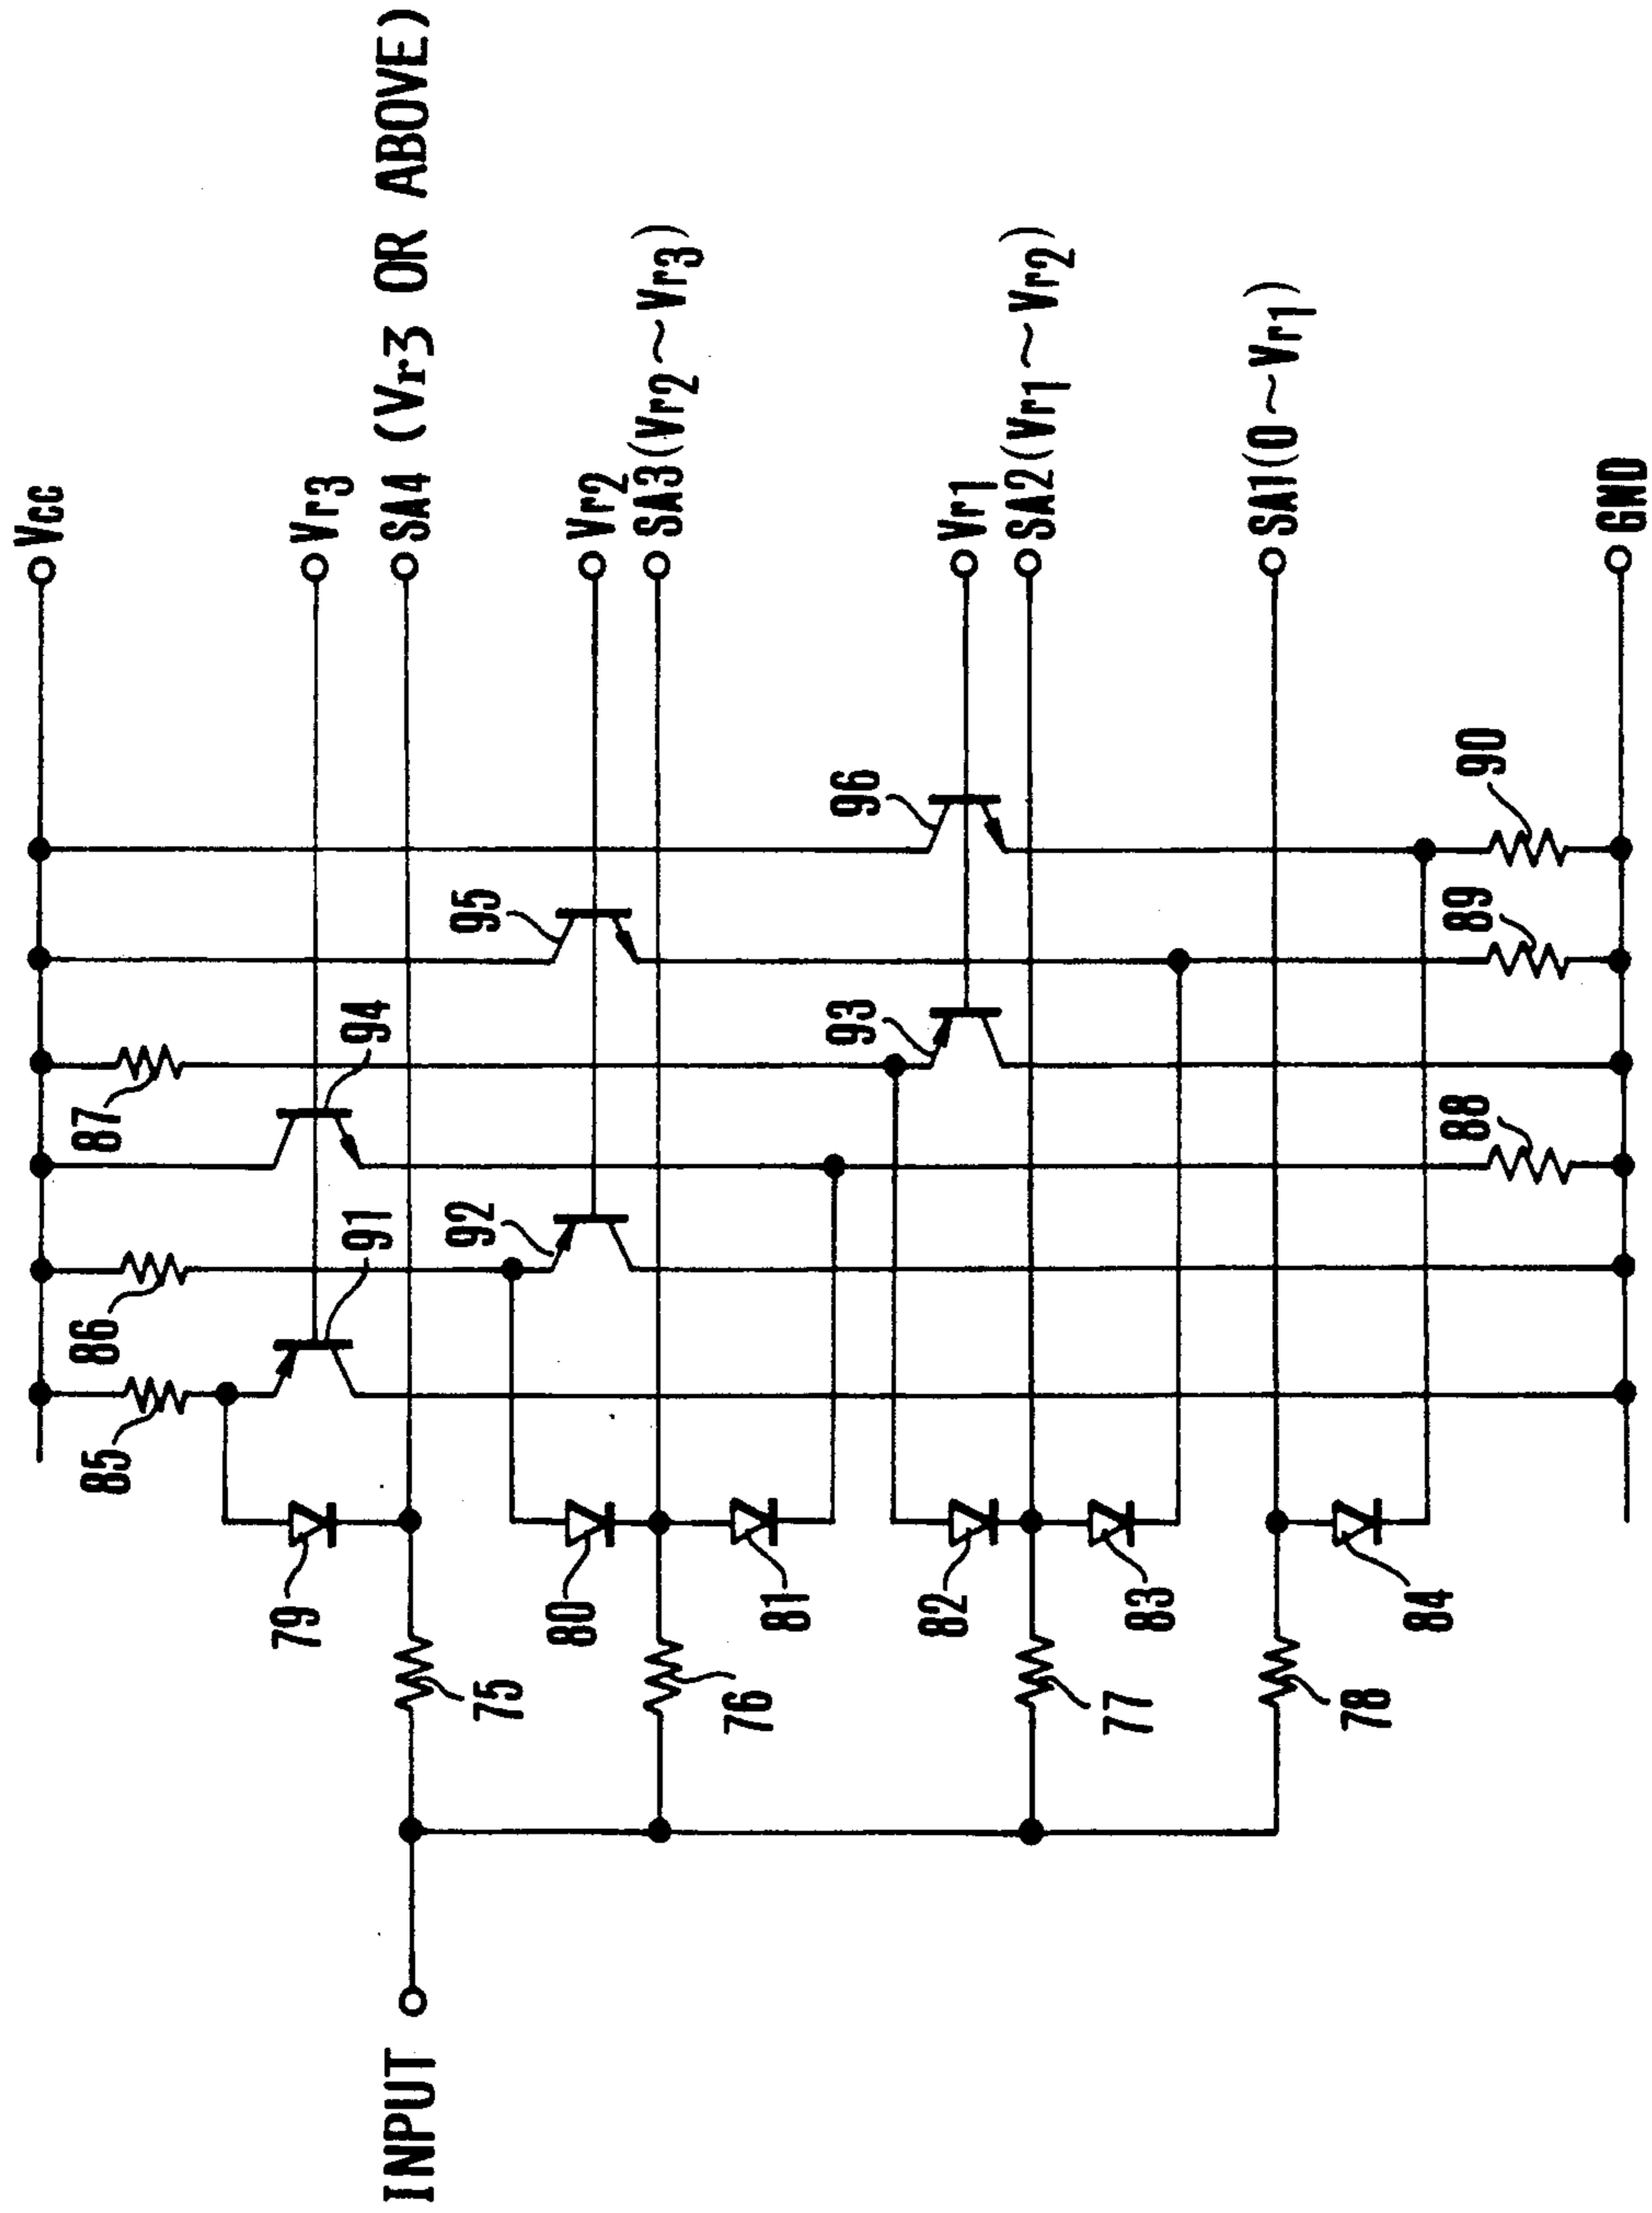 Vcc
Vr3
SA4 (Vr3 OR ABOVE)
Vr2
SA3(Vr2~Vr3)
Vr1
SA2(Vr1~Vr2)
SA1(0~Vr1)
GND
INPUT
75
76
77
78
79
80
81
82
83
84
85
86
87
88
89
90
91
92
93
94
95
96